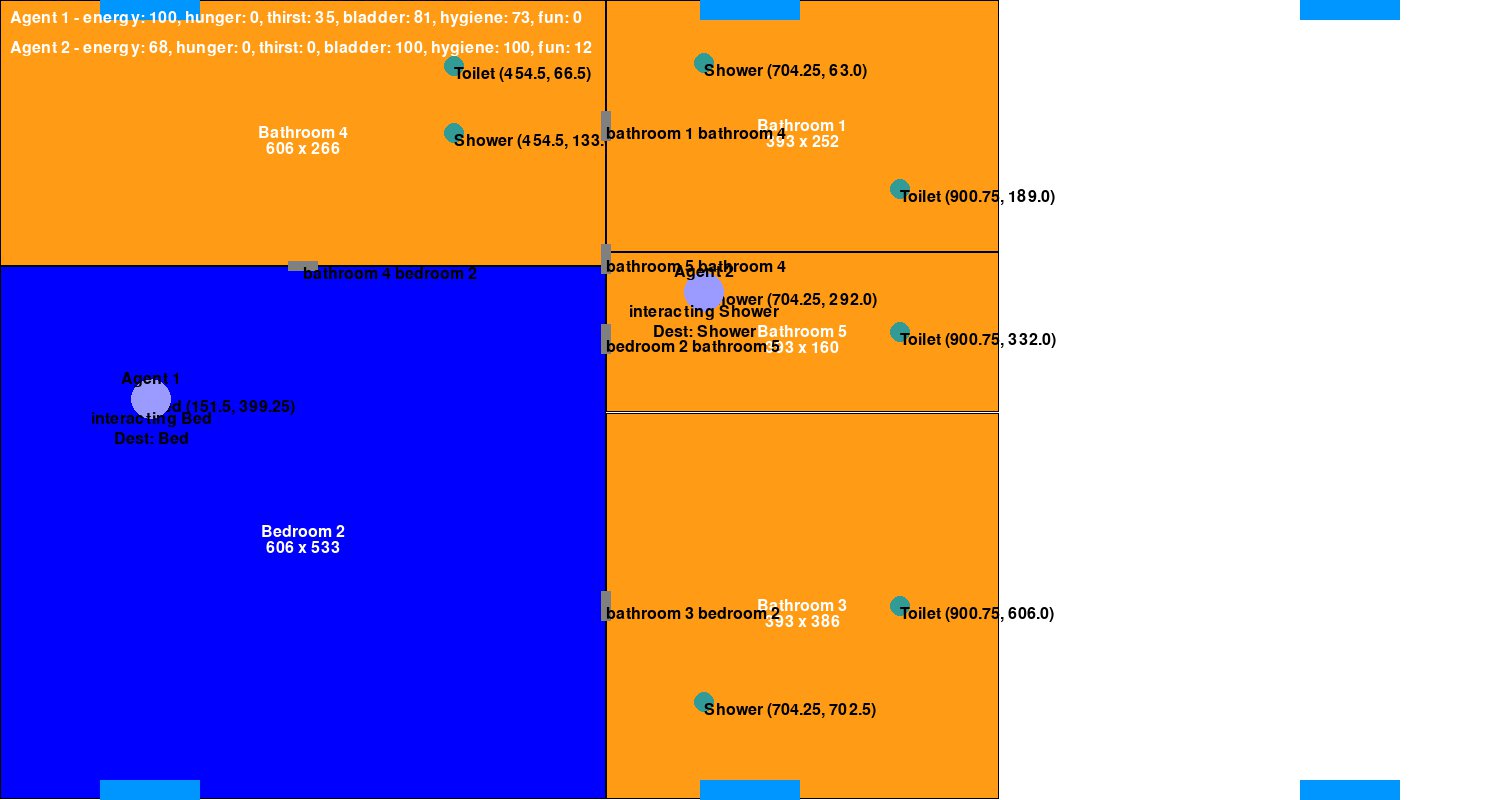 Agent 1 - energy: 100, hunger: 0, thirst: 35, bladder: 81, hygiene: 73, fun: 0
Agent 2 - energy: 68, hunger: 0, thirst: 0, bladder: 100, hygiene: 100, fun: 12
Toilet (454.5, 66.5)
Shower (704.25, 63.0)
Bathroom 4
606 x 266
Shower (454.5, 133.
bathroom 1 bathroom 4
Bathroom 1
393 x 252
Toilet (900.75, 189.0)
bathroom 4 bedroom 2
bathroom 5 bathroom 4
Agent 2
ower (704.25, 292.0)
interacting Shower
Dest: Shower
Bathroom 5
x 160
bedroom 2 bathroom 5
Toilet (900.75, 332.0)
Agent 1
d (151.5, 399.25)
interacting Bed
Dest: Bed
Bedroom 2
606 x 533
bathroom 3 bedroom 2
Bathroom 3
393 x 386
Toilet (900.75, 606.0)
Shower (704.25, 702.5)